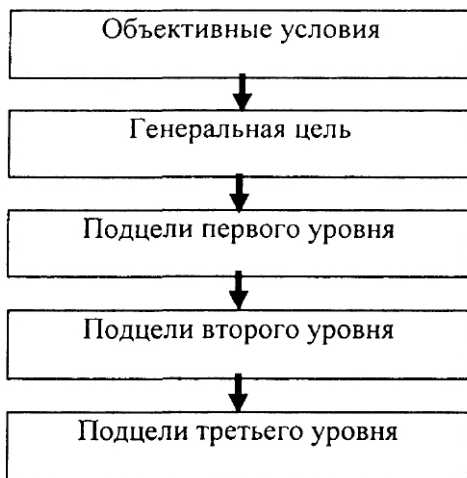 Объективные условия
Генеральная цель
Подцели первого уровня
Подцели второго уровня
Подцели третьего уровня